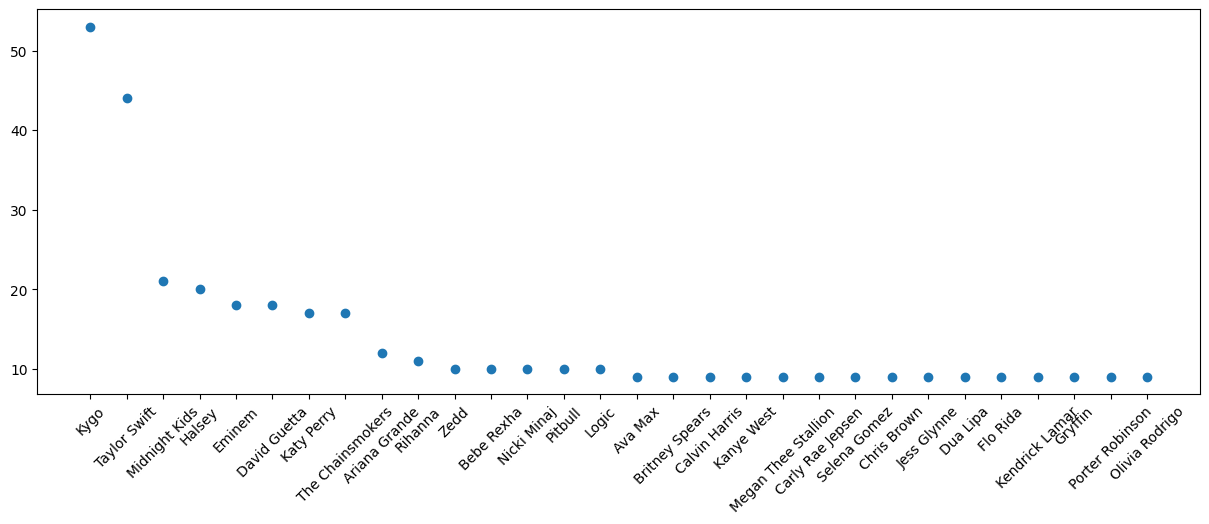 50
40
30
20
10
Kygo
Taylor Swift
Midnight Kids
Halsey
Eminem
David Guetta
Katy Perry
The Chainsmokers
Ariana Grande
Rihanna
Zedd
Bebe Rexha
Nicki Minaj
Pitbull
Logic
Ava Max
Britney Spears
Calvin Harris
Kanye West
Megan Thee Stallion
Carly Rae Jepsen
Selena Gomez
Chris Brown
Jess Glynne
Dua Lipa
Flo Rida
Kendrick Lamar
Gryffin
Porter Robinson
Olivia Rodrigo